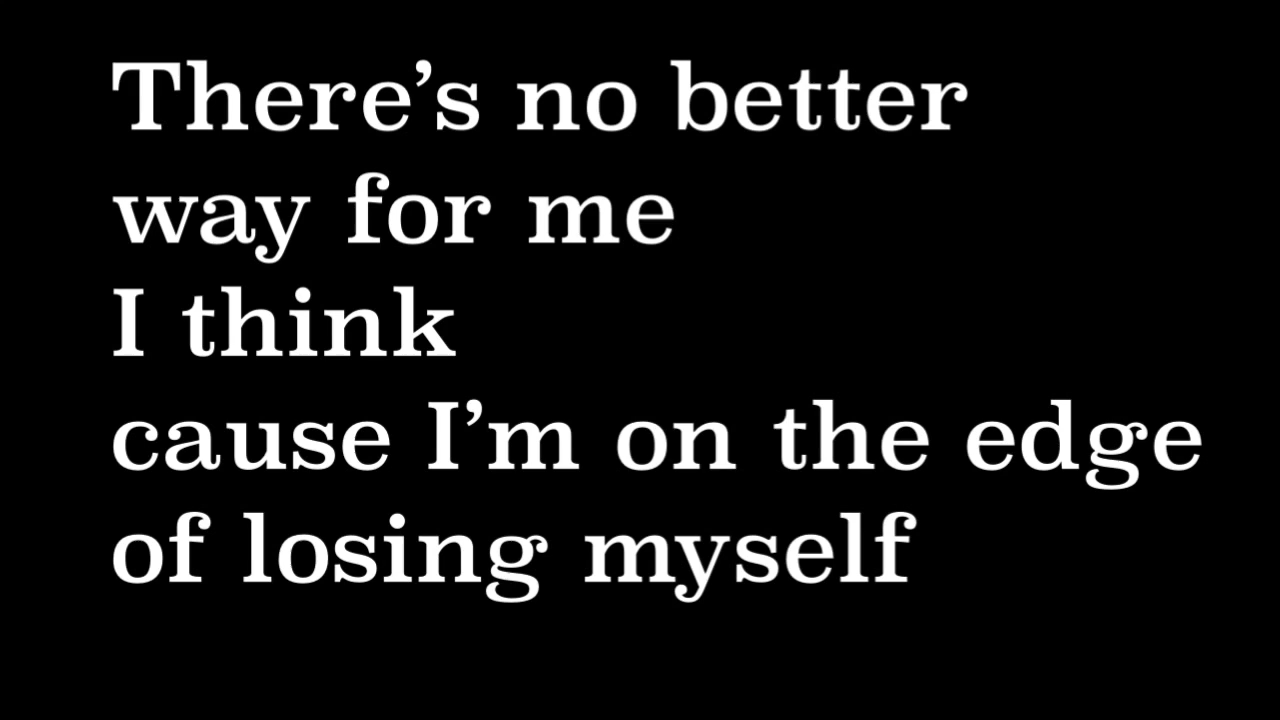 There’s no better
way for me
I think
cause I’m on the edge
of losing myself